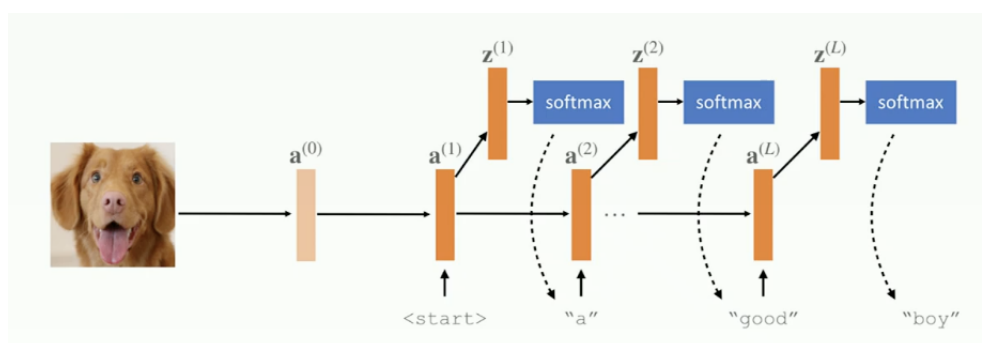 z^(1) z^(2) z^(L)
softmax softmax softmax
a^(0) a^(1) a^(2) a^(L)
...
<start> “a” “good” “boy”